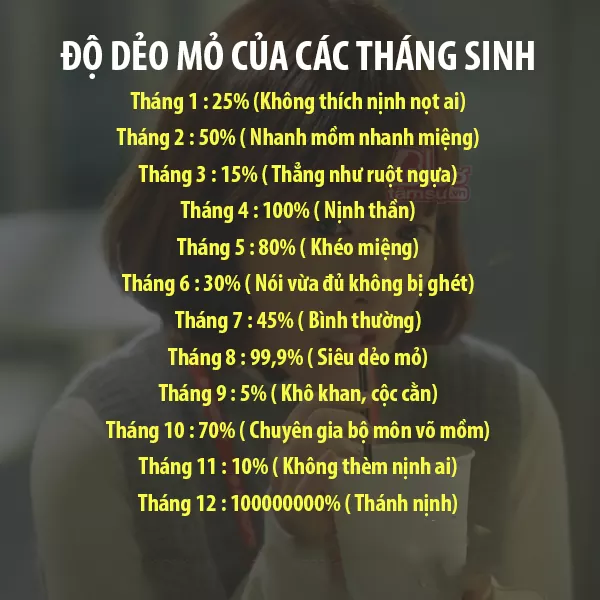 ĐỘ DẺO MỎ CỦA CÁC THÁNG SINH
Tháng 1 : 25% (Không thích nịnh nọt ai)
Tháng 2 : 50% ( Nhanh mồm nhanh miệng)
Tháng 3 : 15% ( Thẳng như ruột ngựa)
Tháng 4 : 100% ( Nịnh thần)
Tháng 5 : 80% ( Khéo miệng)
Tháng 6 : 30% ( Nói vừa đủ không bị ghét)
Tháng 7 : 45% ( Bình thường)
Tháng 8 : 99,9% ( Siêu dẻo mỏ)
Tháng 9 : 5% ( Khô khan, cộc cằn)
Tháng 10 : 70% ( Chuyên gia bộ môn võ mồm)
Tháng 11 : 10% ( Không thèm nịnh ai)
Tháng 12 : 100000000% ( Thánh nịnh)